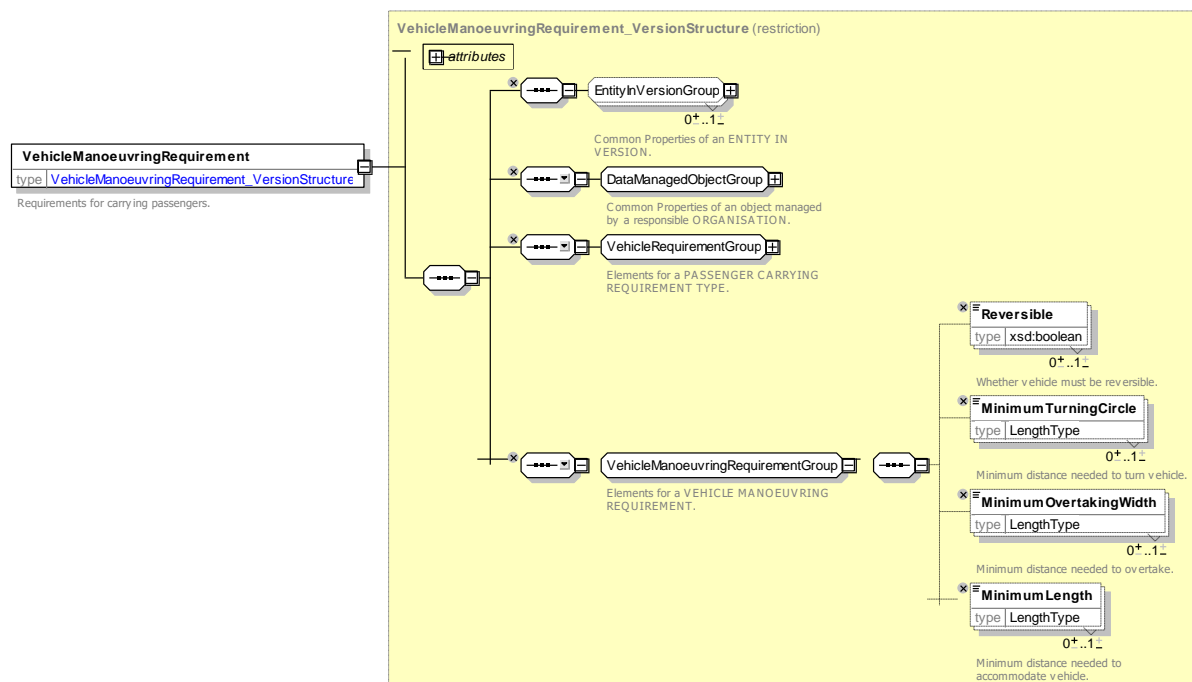 VehicleManoeuvringRequirement_VersionStructure (restriction)
attributes
EntityInVersionGroup
0..1
Common Properties of an ENTITY IN
VERSION.
VehicleManoeuvringRequirement
type VehicleManoeuvringRequirement_VersionStructure
Requirements for carrying passengers.
DataManagedObjectGroup
Common Properties of an object managed
by a responsible ORGANISATION.
VehicleRequirementGroup
Elements for a PASSENGER CARRYING
REQUIREMENT TYPE.
Reversible
type xsd:boolean
0..1
Whether vehicle must be reversible.
MinimumTurningCircle
type LengthType
0..1
Minimum distance needed to turn vehicle.
VehicleManoeuvringRequirementGroup
Elements for a VEHICLE MANOEUVRING
REQUIREMENT.
MinimumOvertakingWidth
type LengthType
0..1
Minimum distance needed to overtake.
MinimumLength
type LengthType
0..1
Minimum distance needed to
accommodate vehicle.